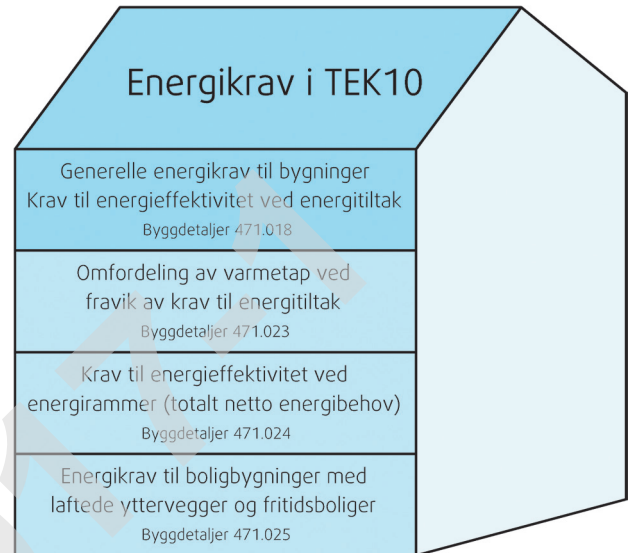 Energikrav i TEK10
Generelle energikrav til bygninger
Krav til energieffektivitet ved energitiltak
Byggdetaljer 471.018
Omfordeling av varmetap ved
fravik av krav til energitiltak
Byggdetaljer 471.023
Krav til energieffektivitet ved
energirammer (totalt netto energibehov)
Byggdetaljer 471.024
Energikrav til boligbygninger med
laftede yttervegger og fritidsboliger
Byggdetaljer 471.025